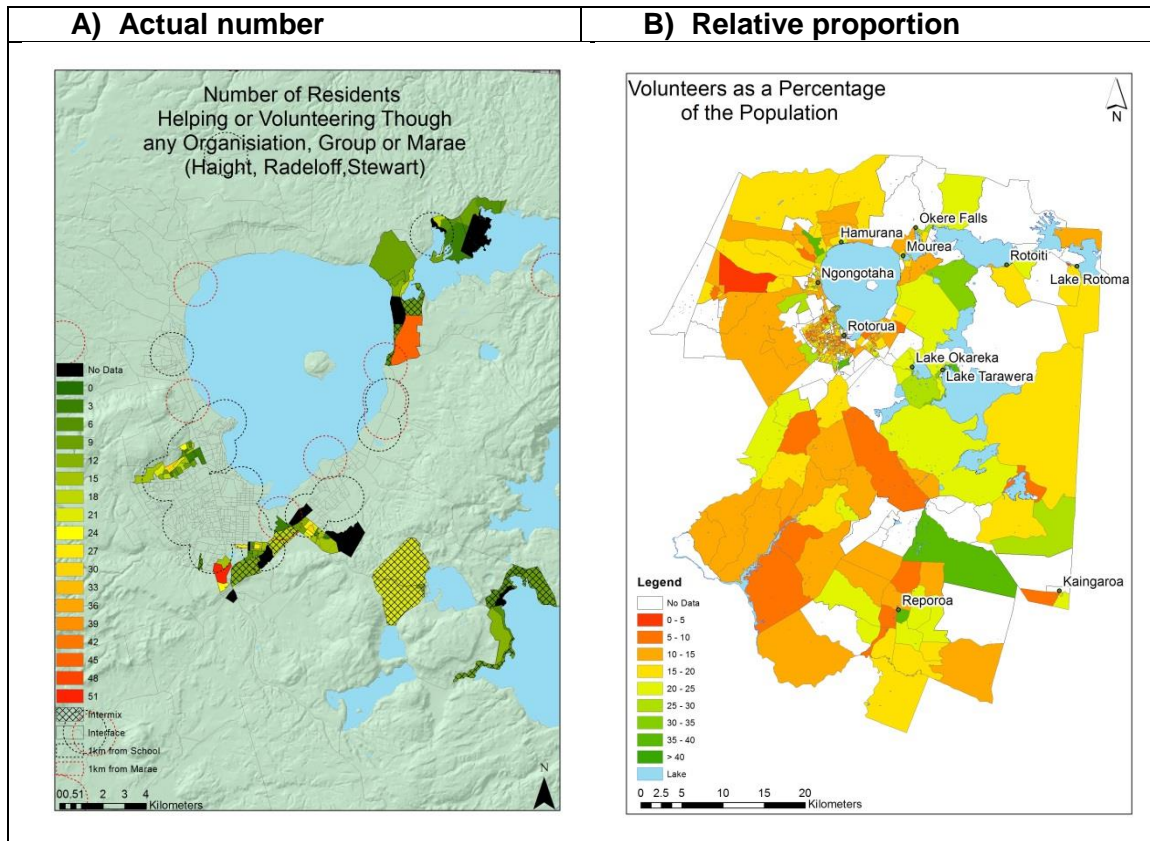 A) Actual number
B) Relative proportion
Number of Residents
Helping or Volunteering Though
any Organisiation, Group or Marae
(Haight, Radeloff,Stewart)
No Data
0
3
6
9
12
15
18
21
24
27
30
33
36
39
42
45
48
51
Intermix
Interface
1km from School
1km from Marae
00.51 2 3 4
Kilometers
N
Volunteers as a Percentage
of the Population
N
Okere Falls
Hamurana
Mourea
Rotoiti
Ngongotaha
Lake Rotoma
Rotorua
Lake Okareka
Lake Tarawera
Kaingaroa
Reporoa
Legend
No Data
0 - 5
5 - 10
10 - 15
15 - 20
20 - 25
25 - 30
30 - 35
35 - 40
> 40
Lake
0 2.5 5 10 15 20
Kilometers